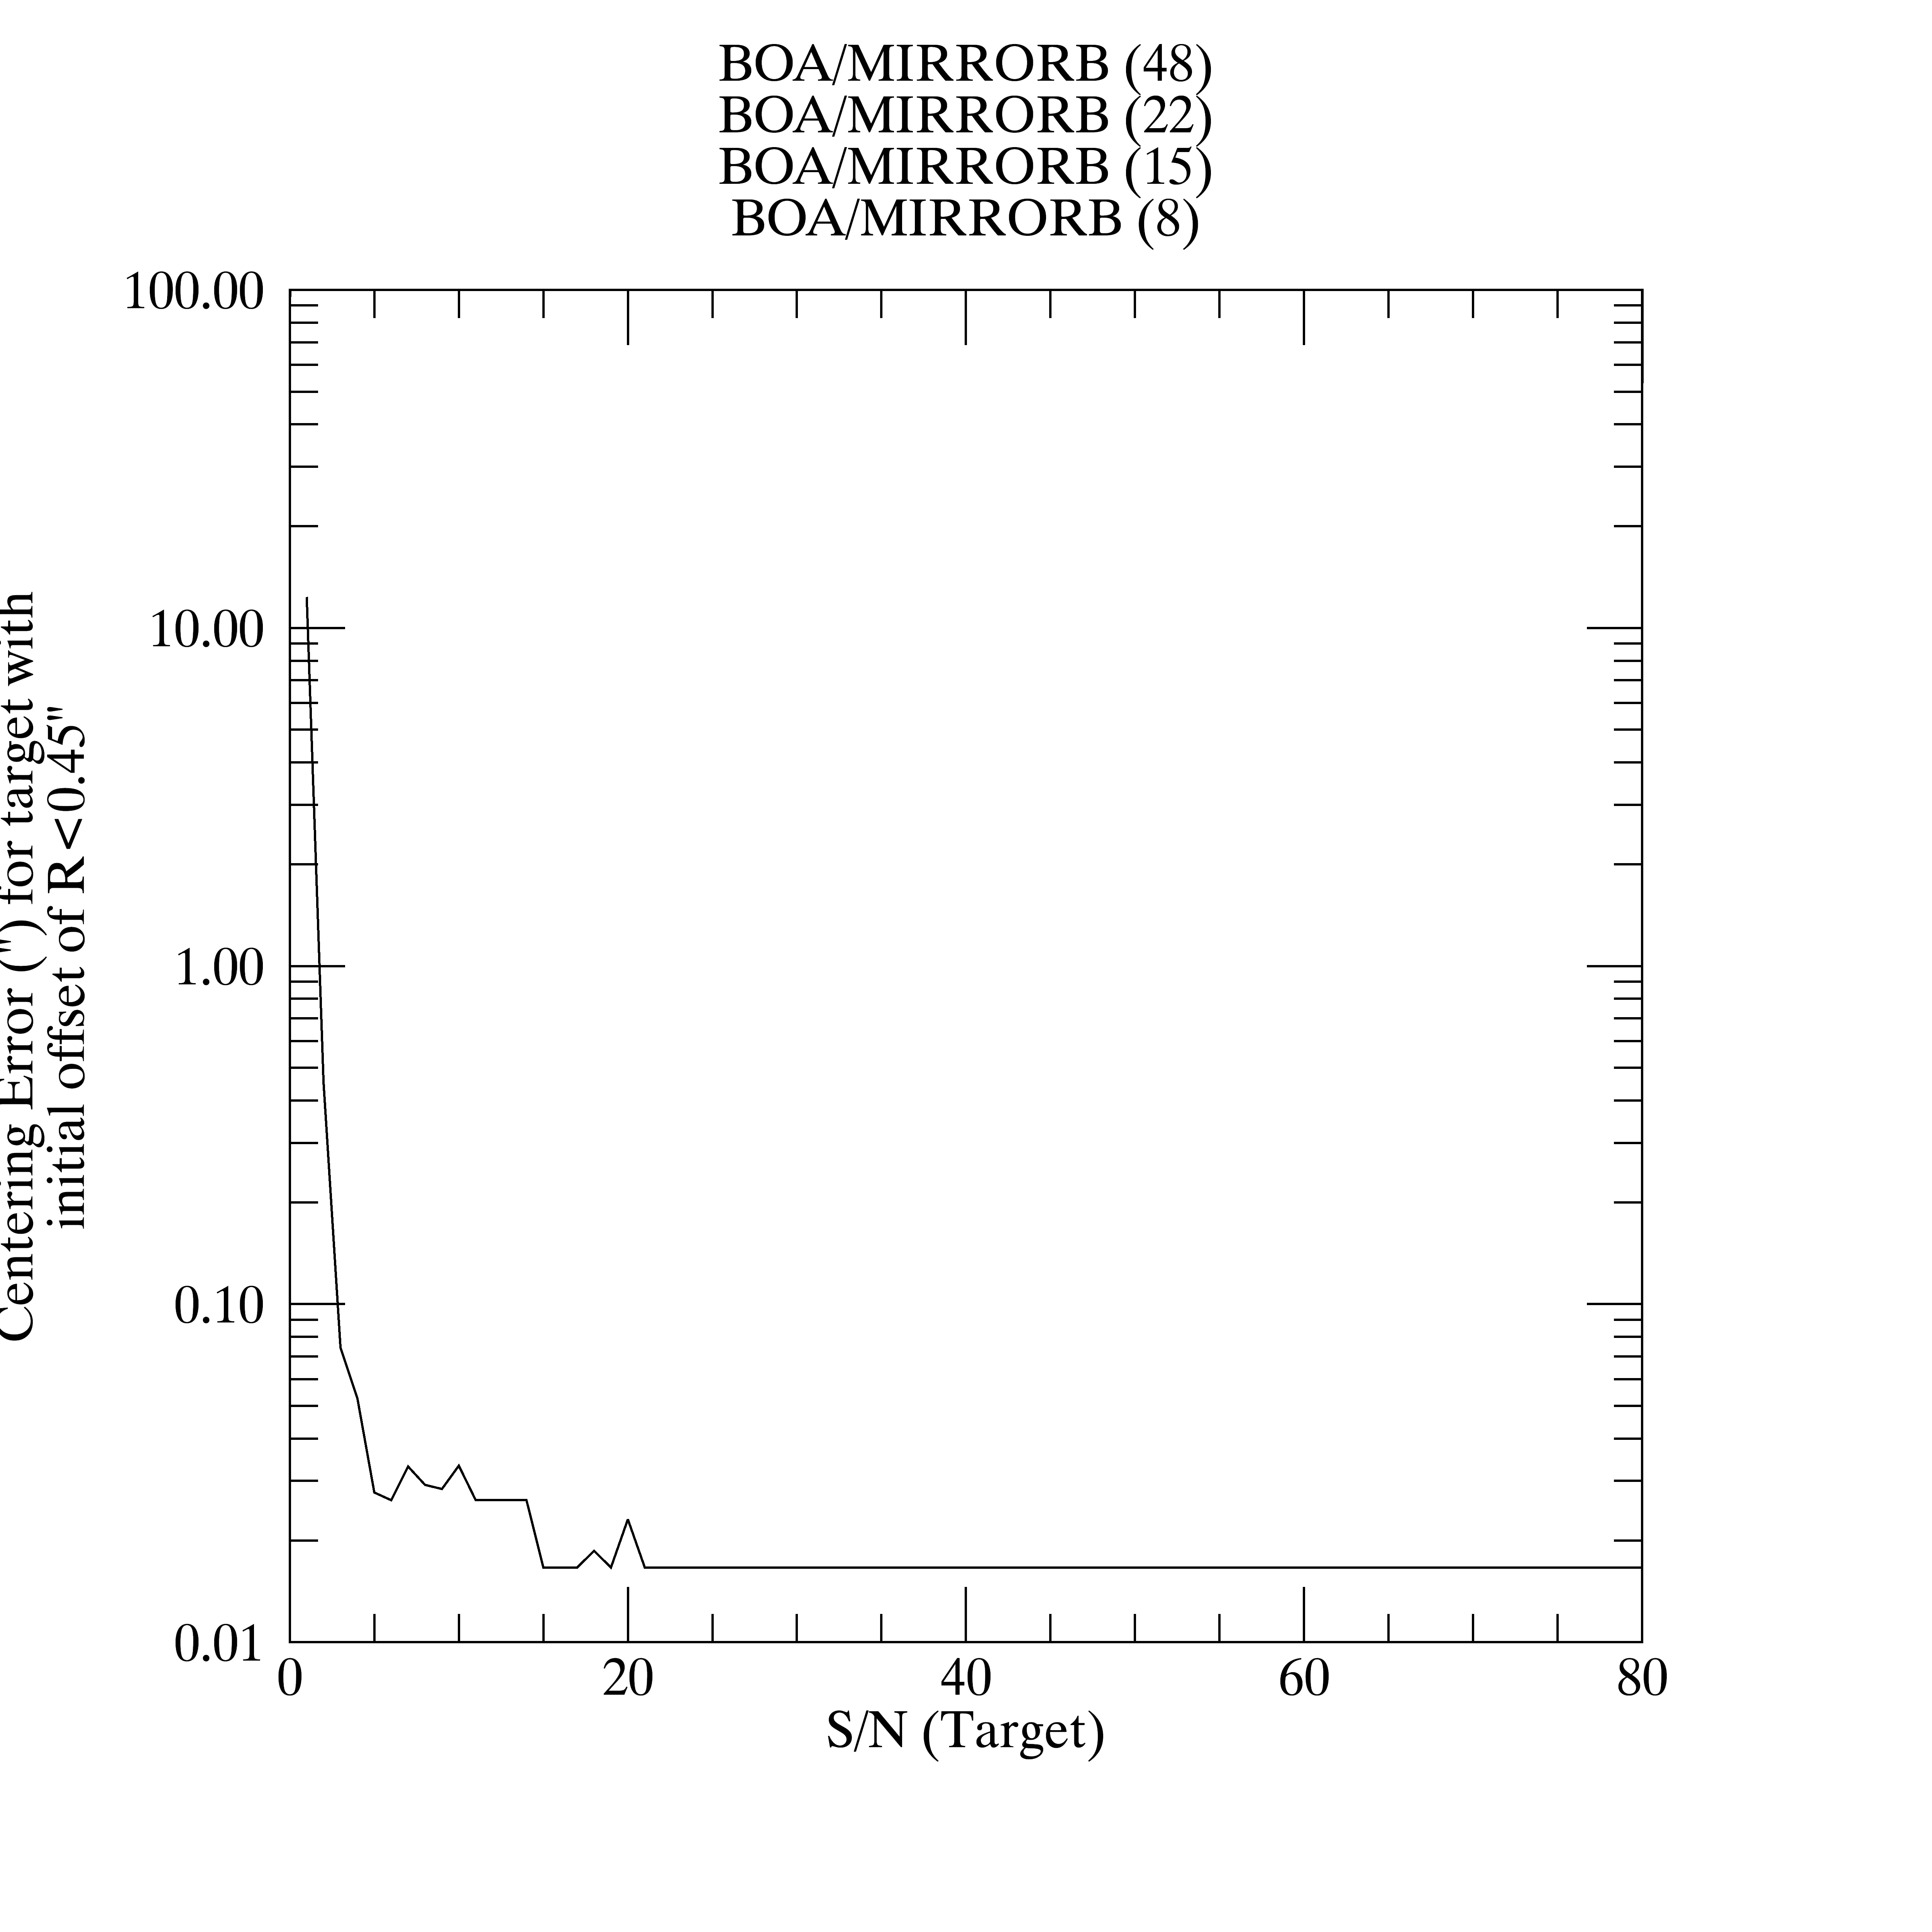 BOA/MIRRORB (48)
BOA/MIRRORB (22)
BOA/MIRRORB (15)
BOA/MIRRORB (8)
100.00
10.00
1.00
0.10
0.01
Centering Error (") for target with
initial offset of R<0.45"
0 20 40 60 80
S/N (Target)